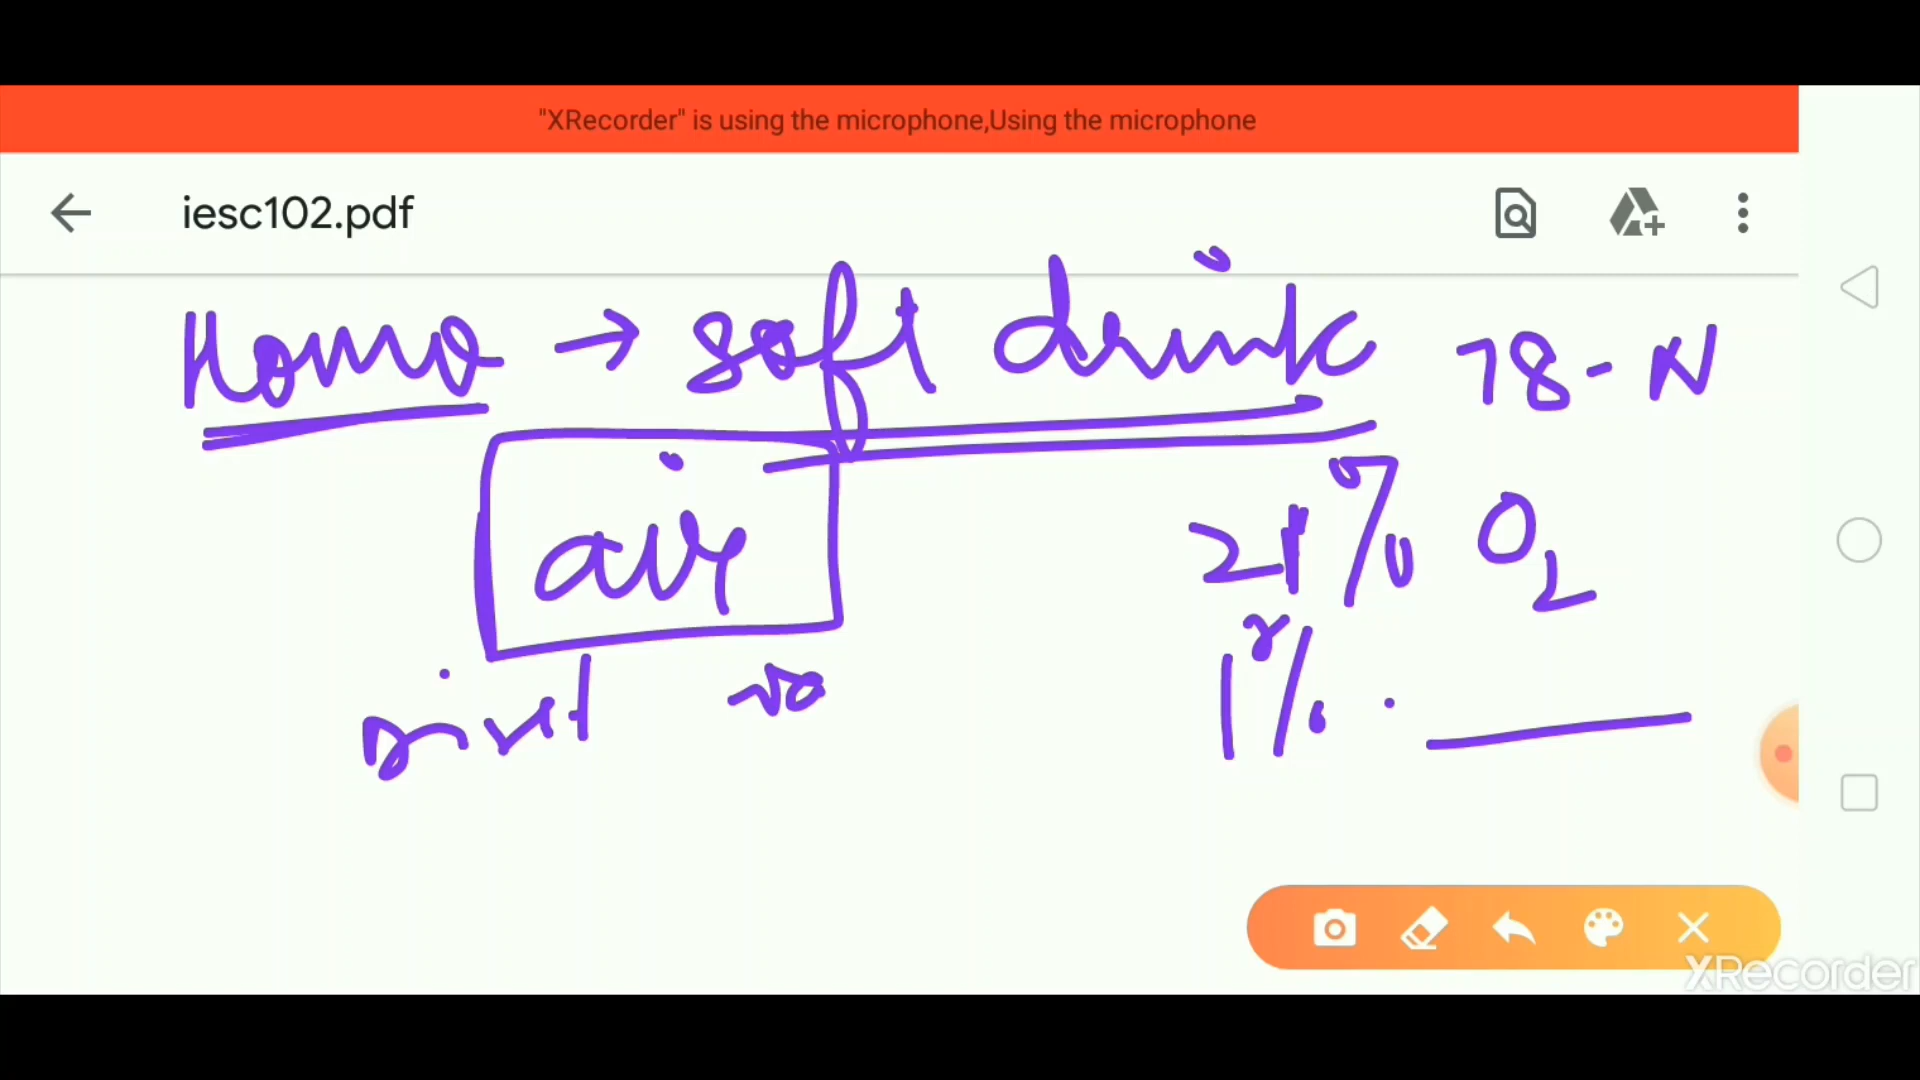 "XRecorder" is using the microphone,Using the microphone
iesc102.pdf
Homo → soft drink 78 - N
air 21% O2
1%.
XRecorder